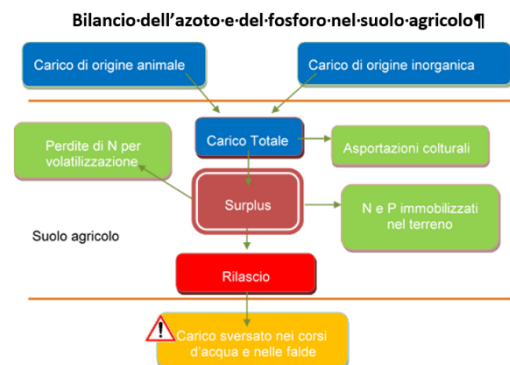 Bilancio·dell'azoto·e·del·fosforo·nel·suolo·agricolo¶
Carico di origine animale
Carico di origine inorganica
Carico Totale
Perdite di N per
volatilizzazione
Asportazioni colturali
Surplus
N e P immobilizzati
nel terreno
Suolo agricolo
Rilascio
Carico sversato nei corsi
d'acqua e nelle falde